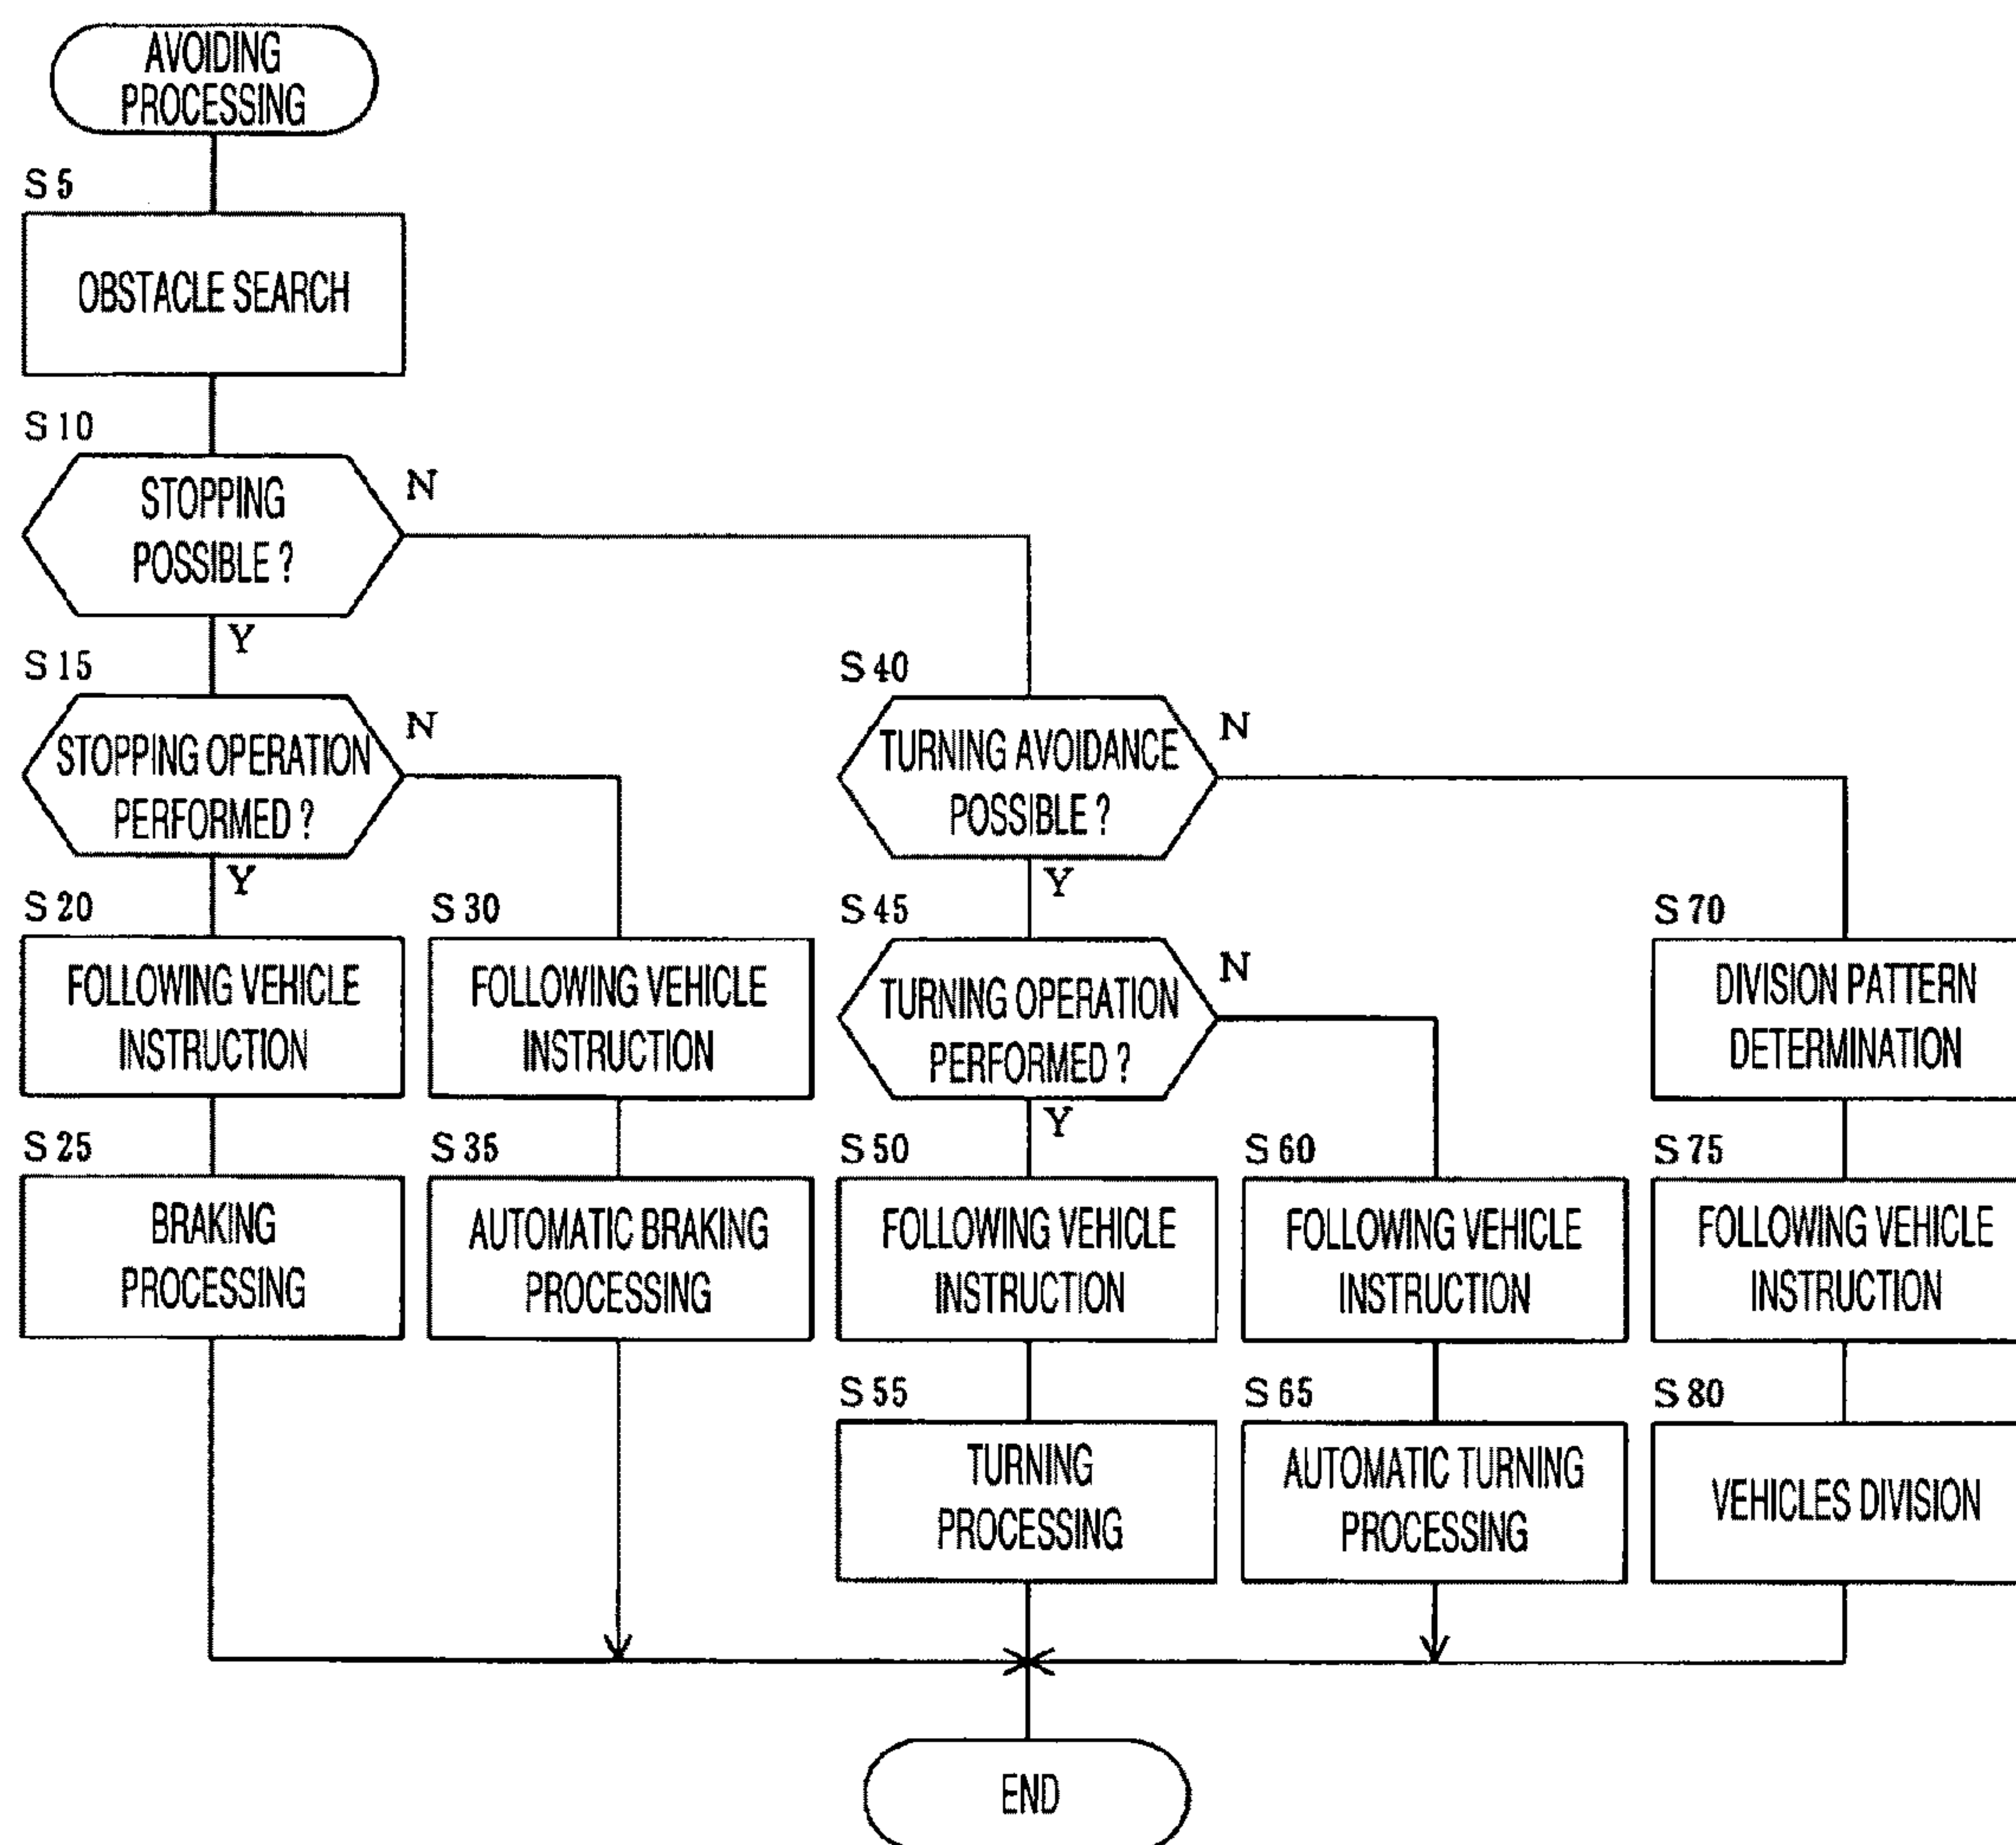 AVOIDING
PROCESSING
S 5
OBSTACLE SEARCH
S 10
STOPPING
POSSIBLE ?
N
Y
S 15
STOPPING OPERATION
PERFORMED ?
N
Y
S 40
TURNING AVOIDANCE
POSSIBLE ?
N
Y
S 20
FOLLOWING VEHICLE
INSTRUCTION
S 30
FOLLOWING VEHICLE
INSTRUCTION
S 45
TURNING OPERATION
PERFORMED ?
N
Y
S 70
DIVISION PATTERN
DETERMINATION
S 25
BRAKING
PROCESSING
S 35
AUTOMATIC BRAKING
PROCESSING
S 50
FOLLOWING VEHICLE
INSTRUCTION
S 60
FOLLOWING VEHICLE
INSTRUCTION
S 75
FOLLOWING VEHICLE
INSTRUCTION
S 55
TURNING
PROCESSING
S 65
AUTOMATIC TURNING
PROCESSING
S 80
VEHICLES DIVISION
END